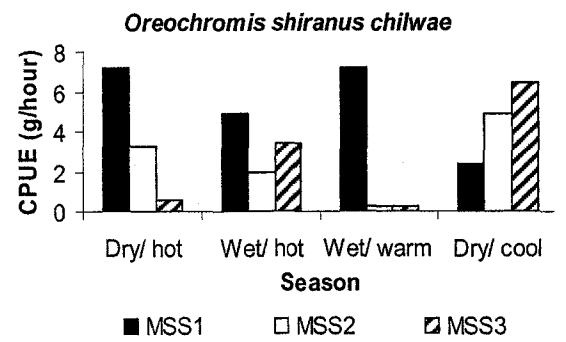 Oreochromis shiranus chilwae
CPUE (g/hour)
8
6
4
2
0
Dry/ hot Wet/ hot Wet/ warm Dry/ cool
Season
MSS1 MSS2 MSS3